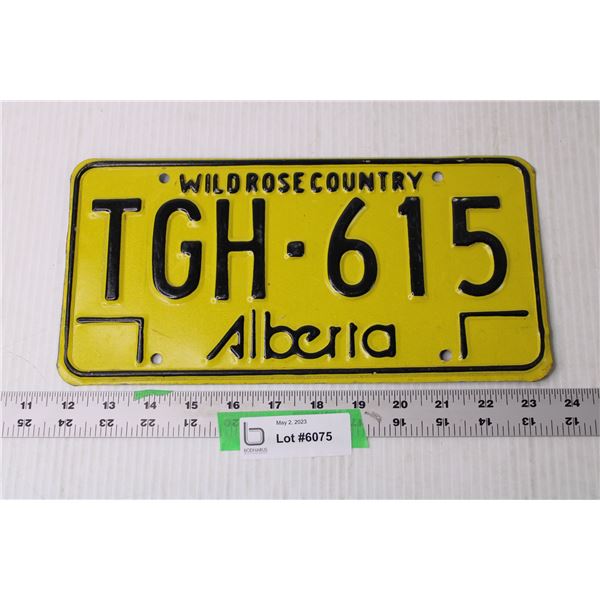 WILD ROSE COUNTRY
TGH·615
Alberta
11 12 13 14 15 16 17 18 19 20 21 22 23 24
25 24 23 22 21 20 19 18 17 16 15 14 13 12
May 2, 2023
Lot #6075
BODNARUS